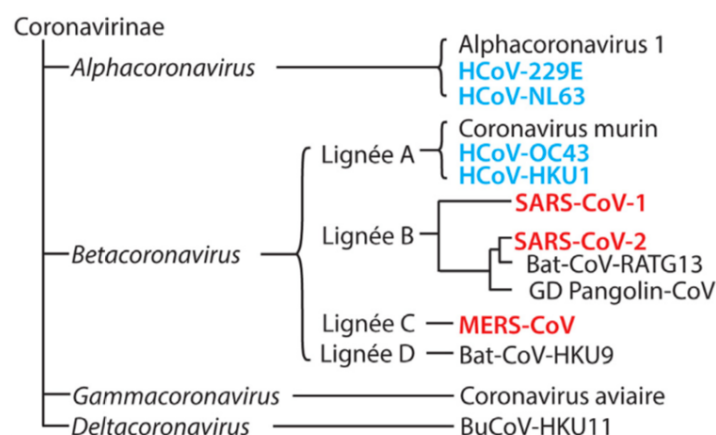 Coronavirinae
Alphacoronavirus
Alphacoronavirus 1
HCoV-229E
HCoV-NL63
Betacoronavirus
Lignée A
Coronavirus murin
HCoV-OC43
HCoV-HKU1
Lignée B
SARS-CoV-1
SARS-CoV-2
Bat-CoV-RATG13
GD Pangolin-CoV
Lignée C
MERS-CoV
Lignée D
Bat-CoV-HKU9
Gammacoronavirus
Coronavirus aviaire
Deltacoronavirus
BuCoV-HKU11